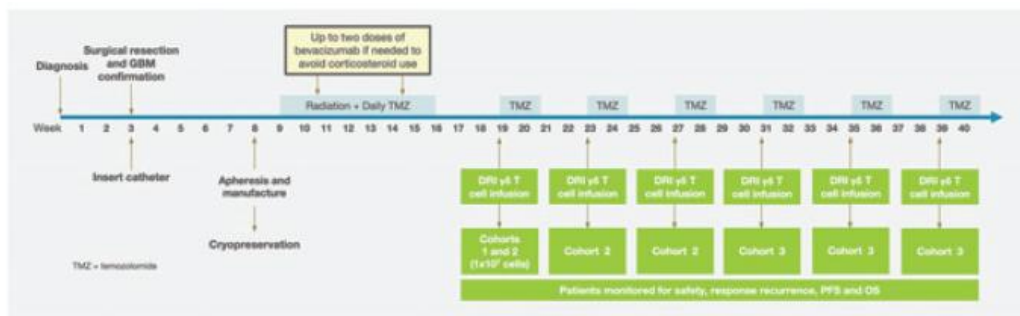 Up to two doses of
bevacizumab if needed to
avoid corticosteroid use
Surgical resection
and GBM
confirmation
Diagnosis
Radiation + Daily TMZ
TMZ
TMZ
TMZ
TMZ
TMZ
TMZ
Week 1 2 3 4 5 6 7 8 9 10 11 12 13 14 15 16 17 18 19 20 21 22 23 24 25 26 27 28 29 30 31 32 33 34 35 36 37 38 39 40
Insert catheter
Apheresis and
manufacture
Cryopreservation
DRI γδ T
cell infusion
DRI γδ T
cell infusion
DRI γδ T
cell infusion
DRI γδ T
cell infusion
DRI γδ T
cell infusion
DRI γδ T
cell infusion
Cohorts
1 and 2
(1x10⁷ cells)
Cohort 2
Cohort 2
Cohort 3
Cohort 3
Cohort 3
TMZ = temozolomide
Patients monitored for safety, response recurrence, PFS and OS